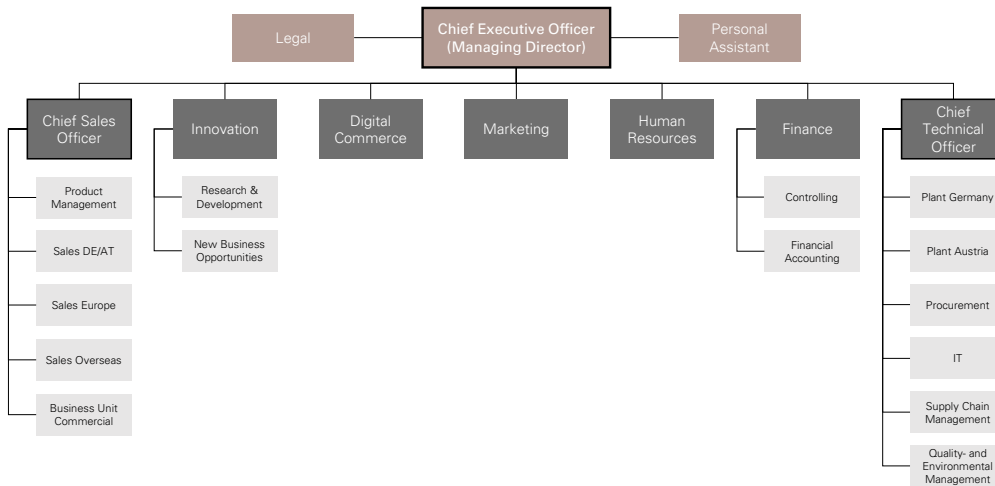 Legal
Chief Executive Officer
(Managing Director)
Personal
Assistant
Chief Sales
Officer
Innovation
Digital
Commerce
Marketing
Human
Resources
Finance
Chief
Technical
Officer
Product
Management
Sales DE/AT
Sales Europe
Sales Overseas
Business Unit
Commercial
Research &
Development
New Business
Opportunities
Controlling
Financial
Accounting
Plant Germany
Plant Austria
Procurement
IT
Supply Chain
Management
Quality- and
Environmental
Management